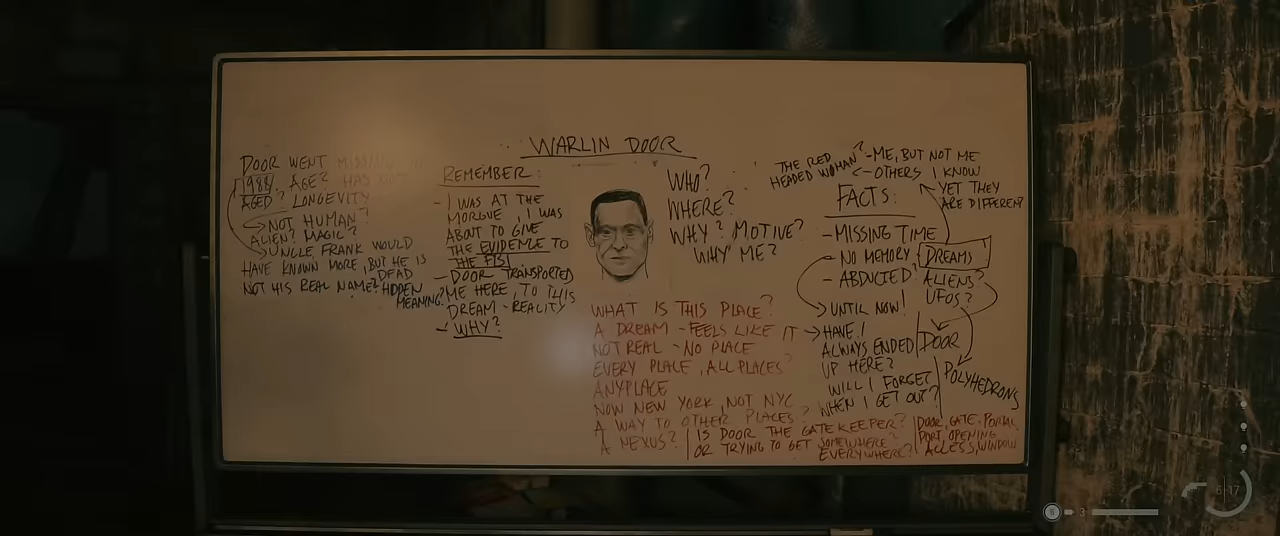 WARLIN DOOR
DOOR WENT MISSING IN
1988, AGE? HAS NOT
AGED? LONGEVITY
NOT HUMAN?
ALIEN? MAGIC?
UNCLE FRANK WOULD
HAVE KNOWN MORE, BUT HE IS
DEAD
NOT HIS REAL NAME? HIDDEN
MEANING?
REMEMBER:
- I WAS AT THE
MORGUE, I WAS
ABOUT TO GIVE
THE EVIDENCE TO
THE FBI
- DOOR TRANSPORTED
ME HERE, TO THIS
DREAM-REALITY
- WHY?
WHO?
WHERE?
WHY? MOTIVE?
WHY ME?
WHAT IS THIS PLACE?
A DREAM - FEELS LIKE IT
NOT REAL - NO PLACE
EVERY PLACE, ALL PLACES?
ANYPLACE
NOW NEW YORK, NOT NYC
A WAY TO OTHER PLACES?
A NEXUS?
IS DOOR THE GATEKEEPER?
OR TRYING TO GET SOMEWHERE?
EVERYWHERE?
THE RED
HEADED WOMAN?
- ME, BUT NOT ME
- OTHERS I KNOW
YET THEY
ARE DIFFERENT
FACTS:
- MISSING TIME
- NO MEMORY
- ABDUCTED?
UNTIL NOW!
DREAMS
ALIENS?
UFOS?
HAVE I
ALWAYS ENDED
UP HERE?
WILL I FORGET
WHEN I GET OUT?
DOOR
POLYHEDRONS
DOOR, GATE, PORTAL,
PORT, OPENING
ACCESS, WINDOW
3